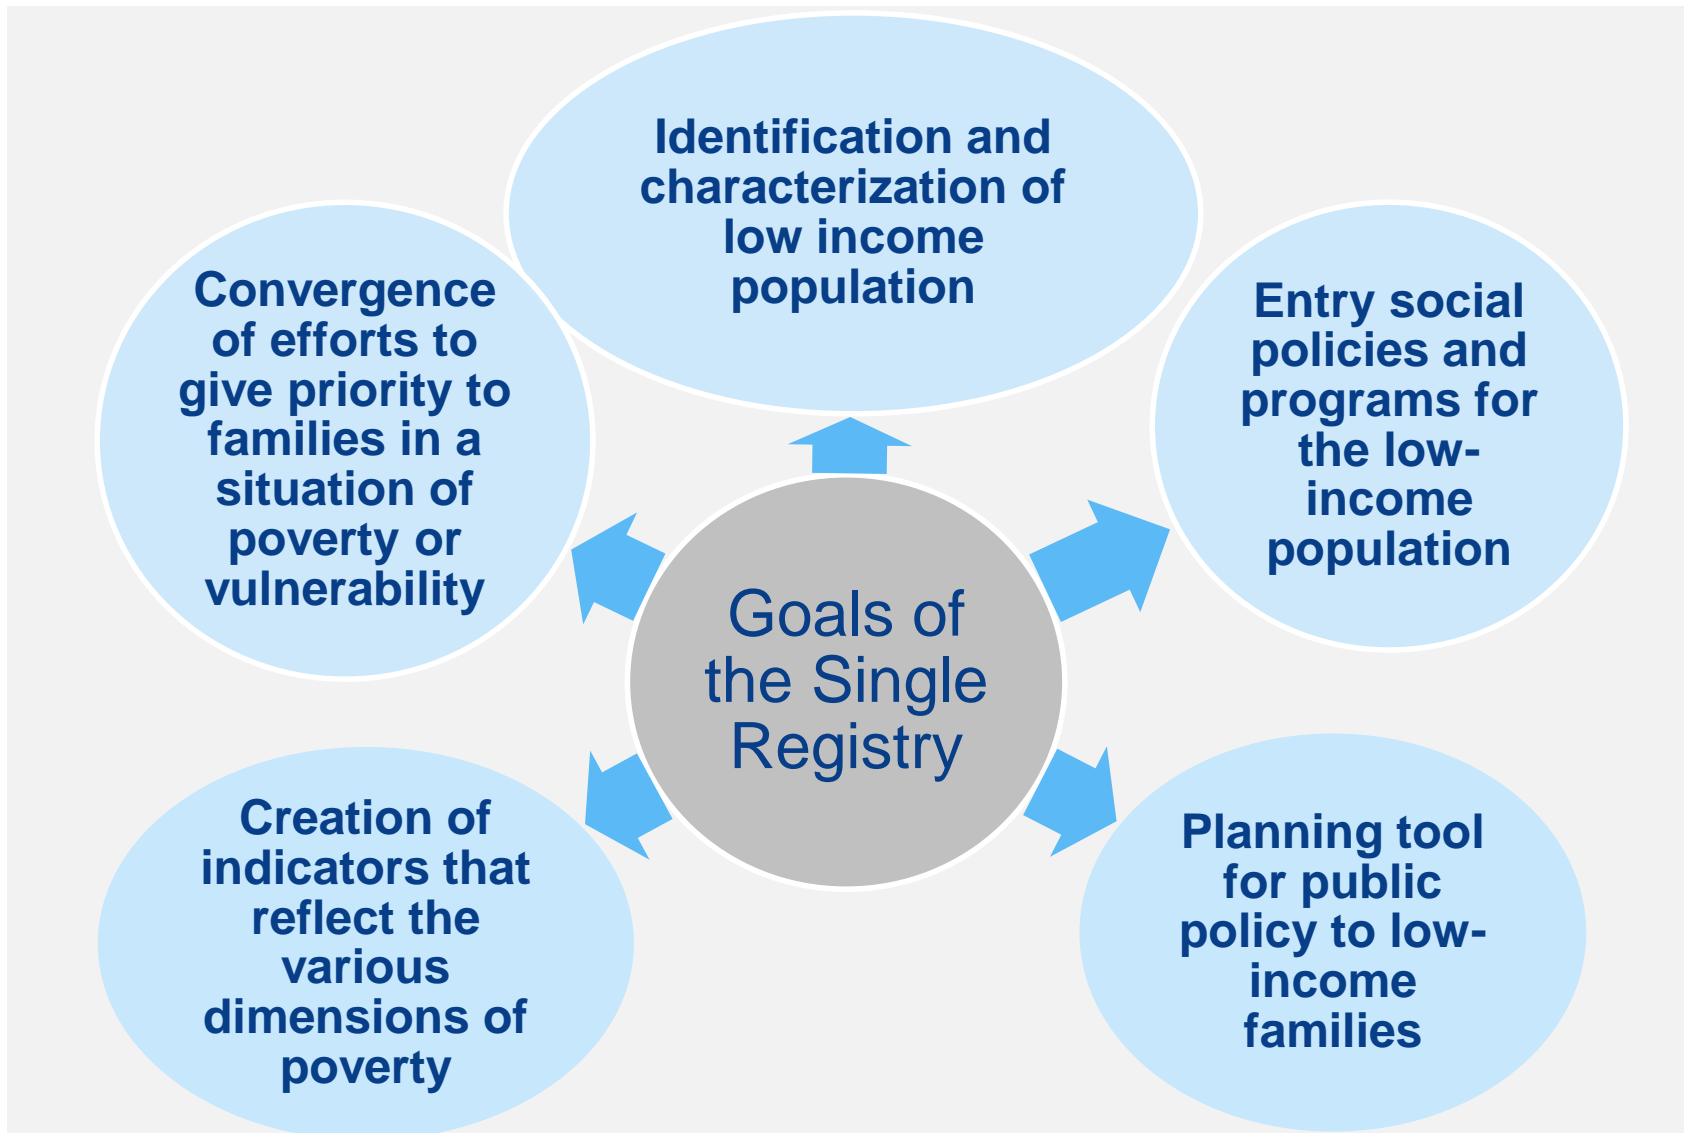 Identification and
characterization of
low income
population
Convergence
of efforts to
give priority to
families in a
situation of
poverty or
vulnerability
Entry social
policies and
programs for
the low-
income
population
Goals of
the Single
Registry
Creation of
indicators that
reflect the
various
dimensions of
poverty
Planning tool
for public
policy to low-
income
families